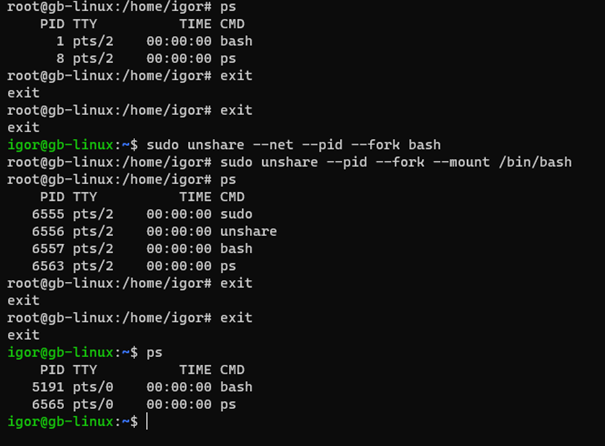 root@gb-linux:/home/igor# ps
    PID TTY          TIME CMD
      1 pts/2    00:00:00 bash
      8 pts/2    00:00:00 ps
root@gb-linux:/home/igor# exit
exit
root@gb-linux:/home/igor# exit
exit
igor@gb-linux:~$ sudo unshare --net --pid --fork bash
root@gb-linux:/home/igor# sudo unshare --pid --fork --mount /bin/bash
root@gb-linux:/home/igor# ps
    PID TTY          TIME CMD
   6555 pts/2    00:00:00 sudo
   6556 pts/2    00:00:00 unshare
   6557 pts/2    00:00:00 bash
   6563 pts/2    00:00:00 ps
root@gb-linux:/home/igor# exit
exit
root@gb-linux:/home/igor# exit
exit
igor@gb-linux:~$ ps
    PID TTY          TIME CMD
   5191 pts/0    00:00:00 bash
   6565 pts/0    00:00:00 ps
igor@gb-linux:~$